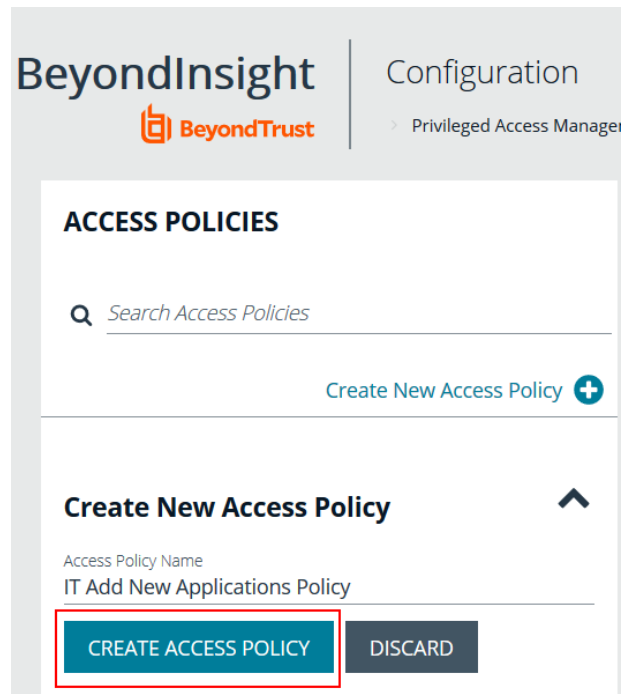 BeyondInsight
BeyondTrust
Configuration
Privileged Access
ACCESS POLICIES
Search Access Policies
Create New Access Policy
Create New Access Policy
Access Policy Name
IT Add New Applications Policy
CREATE ACCESS POLICY
DISCARD